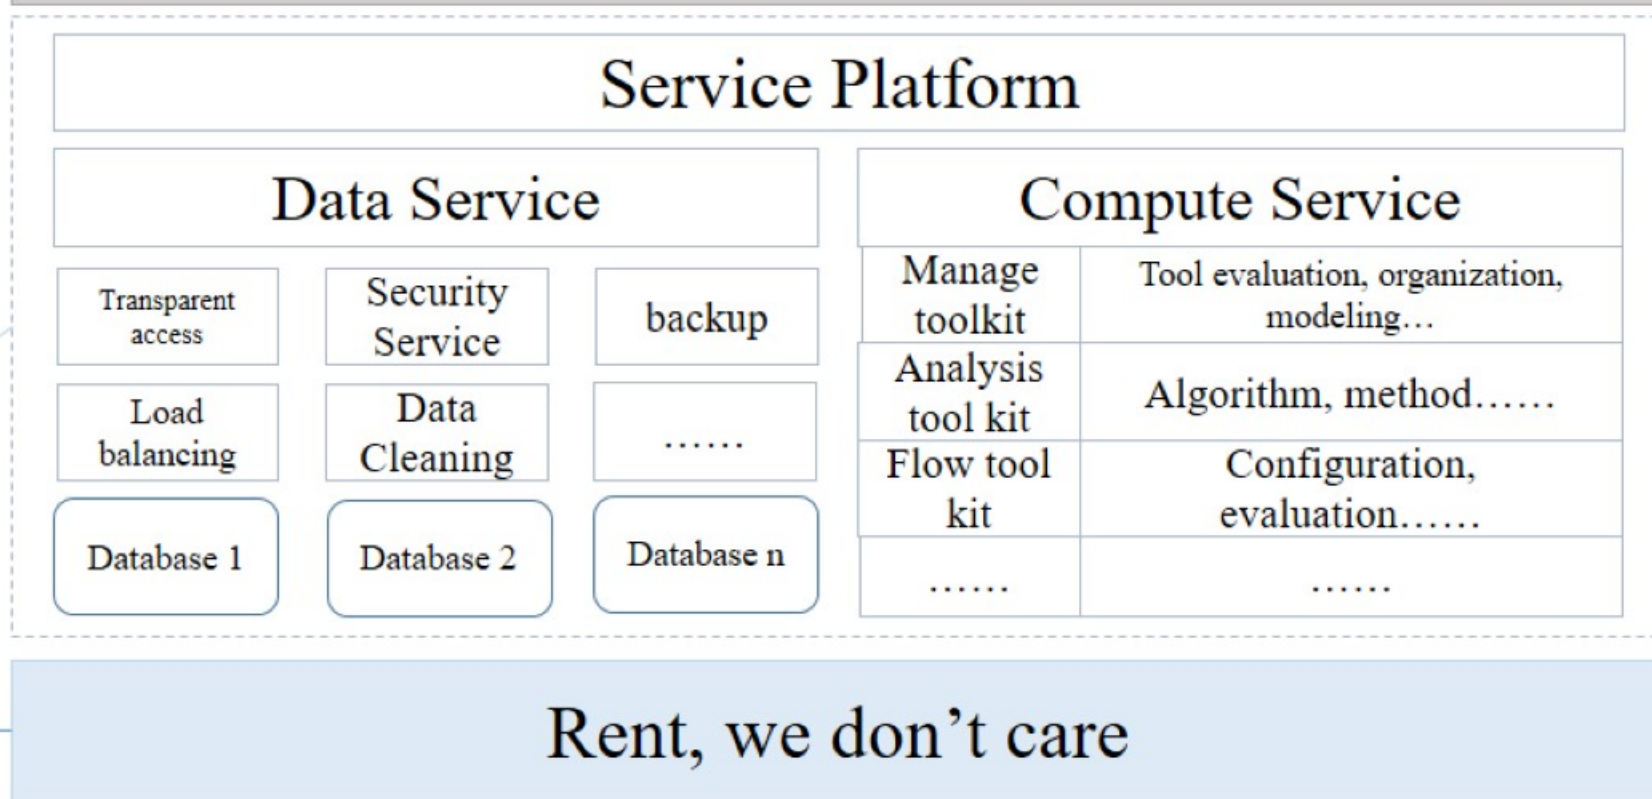 Service Platform
Data Service
Compute Service
Transparent
access
Security
Service
backup
Load
balancing
Data
Cleaning
……
Database 1
Database 2
Database n
Manage
toolkit
Tool evaluation, organization,
modeling…
Analysis
tool kit
Algorithm, method……
Flow tool
kit
Configuration,
evaluation……
……
……
Rent, we don’t care